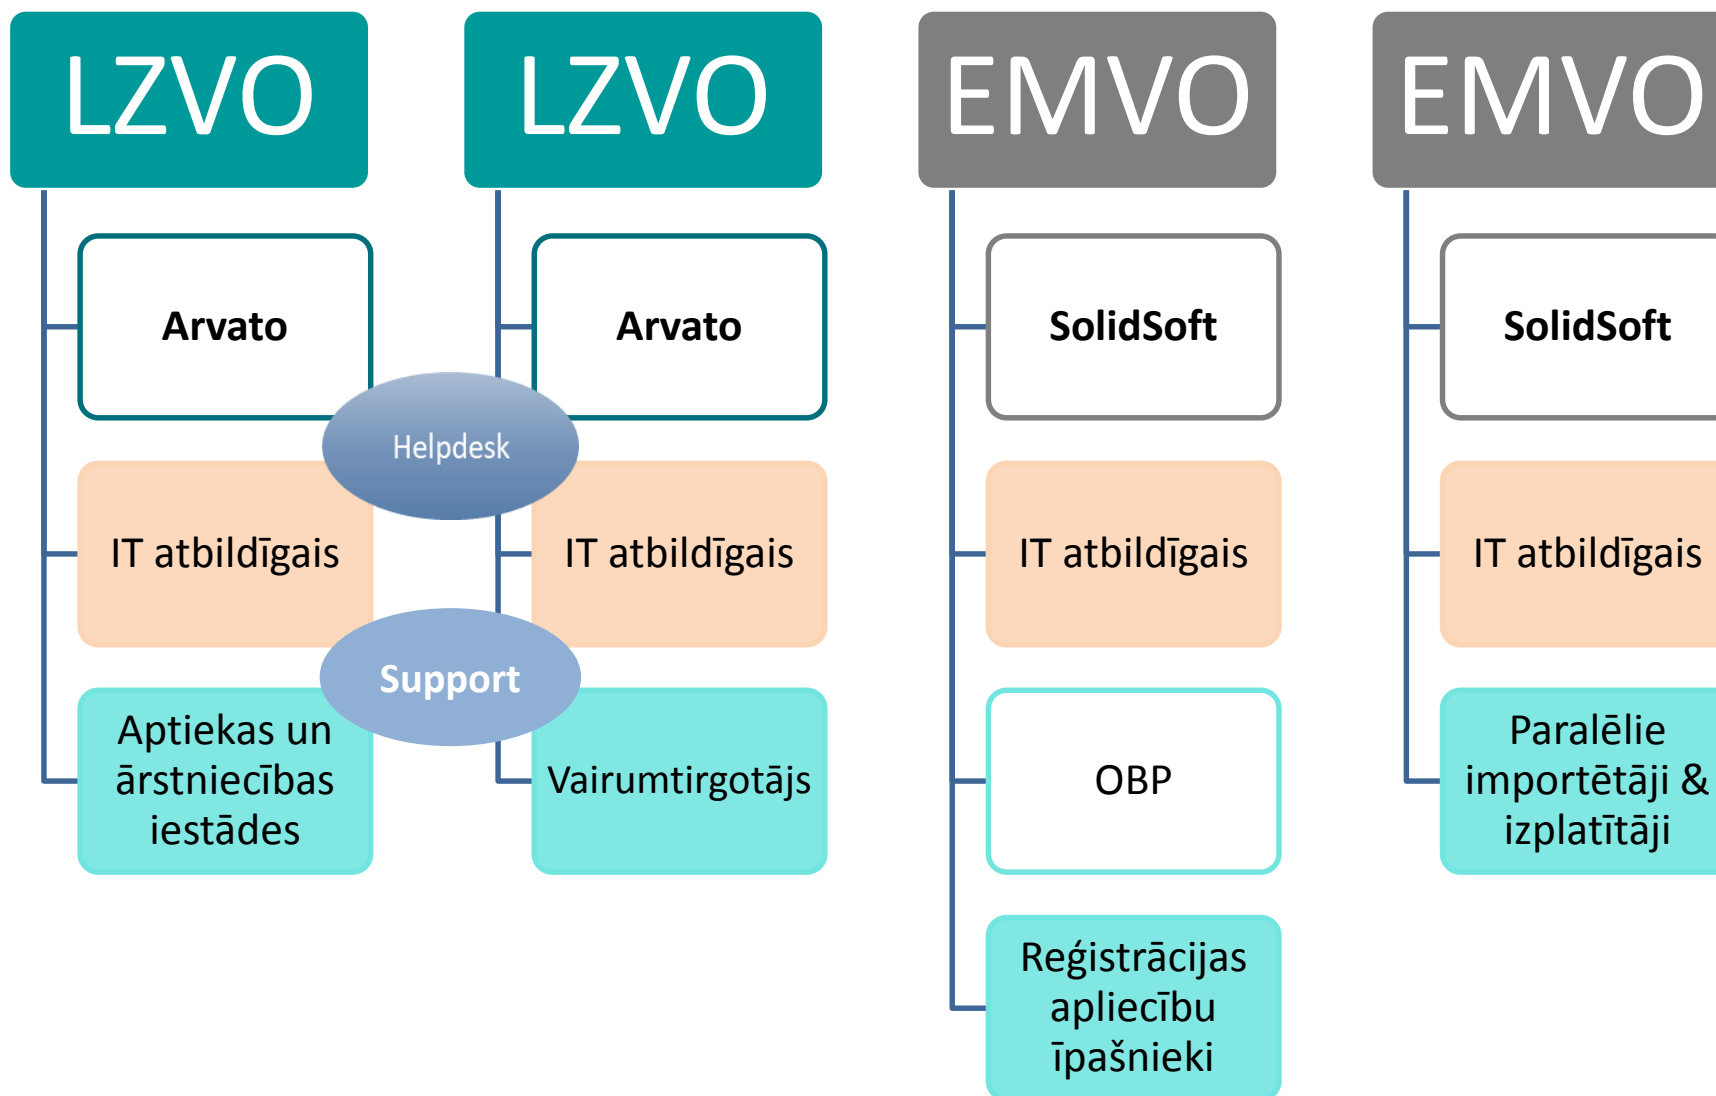 LZVO
Arvato
IT atbildīgais
Aptiekas un
ārstniecības
iestādes
LZVO
Arvato
IT atbildīgais
Vairumtirgotājs
Helpdesk
Support
EMVO
SolidSoft
IT atbildīgais
OBP
Reģistrācijas
apliecību
īpašnieki
EMVO
SolidSoft
IT atbildīgais
Paralēlie
importētāji &
izplatītāji